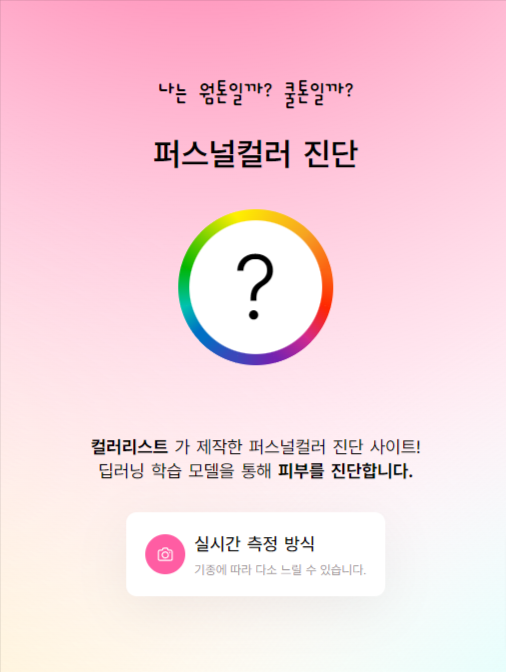 나는 웜톤일까? 쿨톤일까?
퍼스널컬러 진단
?
컬러리스트 가 제작한 퍼스널컬러 진단 사이트!
딥러닝 학습 모델을 통해 피부를 진단합니다.
실시간 측정 방식
기종에 따라 다소 느릴 수 있습니다.